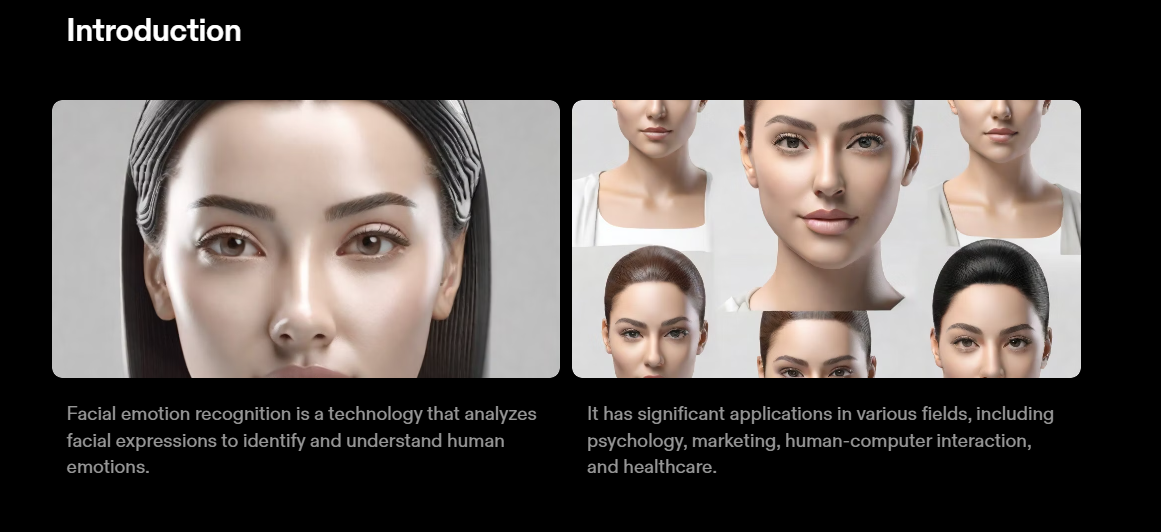 Introduction
Facial emotion recognition is a technology that analyzes
facial expressions to identify and understand human
emotions.
It has significant applications in various fields, including
psychology, marketing, human-computer interaction,
and healthcare.